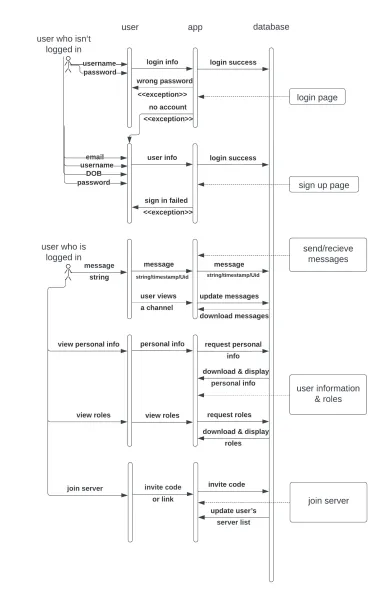 user app database
user who isn't
logged in
username
password
login info
login success
wrong password
<<exception>>
no account
<<exception>>
login page
email
username
DOB
password
user info
login success
sign up page
sign in failed
<<exception>>
user who is
logged in
message
string
message
string/timestamp/Uid
message
string/timestamp/Uid
send/recieve
messages
user views
a channel
update messages
download messages
view personal info
personal info
request personal
info
download & display
personal info
user information
& roles
view roles
view roles
request roles
download & display
roles
join server
invite code
or link
invite code
join server
update user's
server list